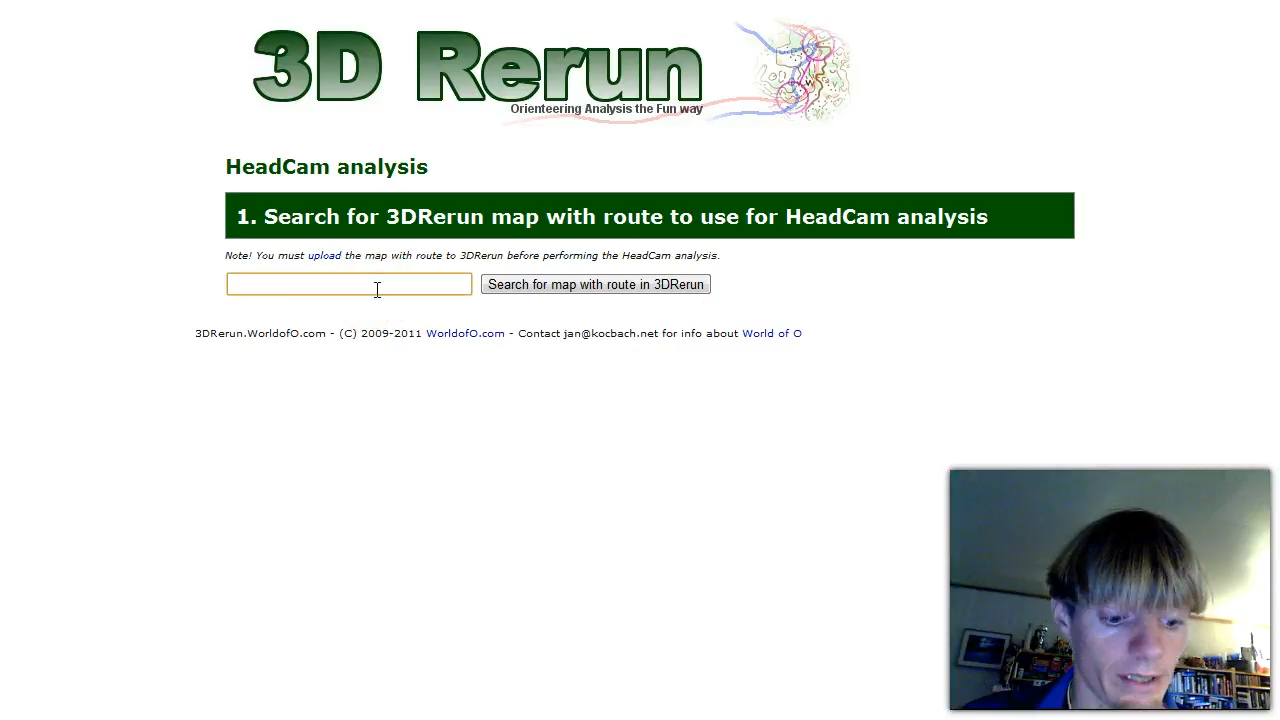 3D Rerun
Orienteering Analysis the Fun way
HeadCam analysis
1. Search for 3DRerun map with route to use for HeadCam analysis
Note! You must upload the map with route to 3DRerun before performing the HeadCam analysis.
Search for map with route in 3DRerun
3DRerun.WorldofO.com - (C) 2009-2011 WorldofO.com - Contact jan@kocbach.net for info about World of O